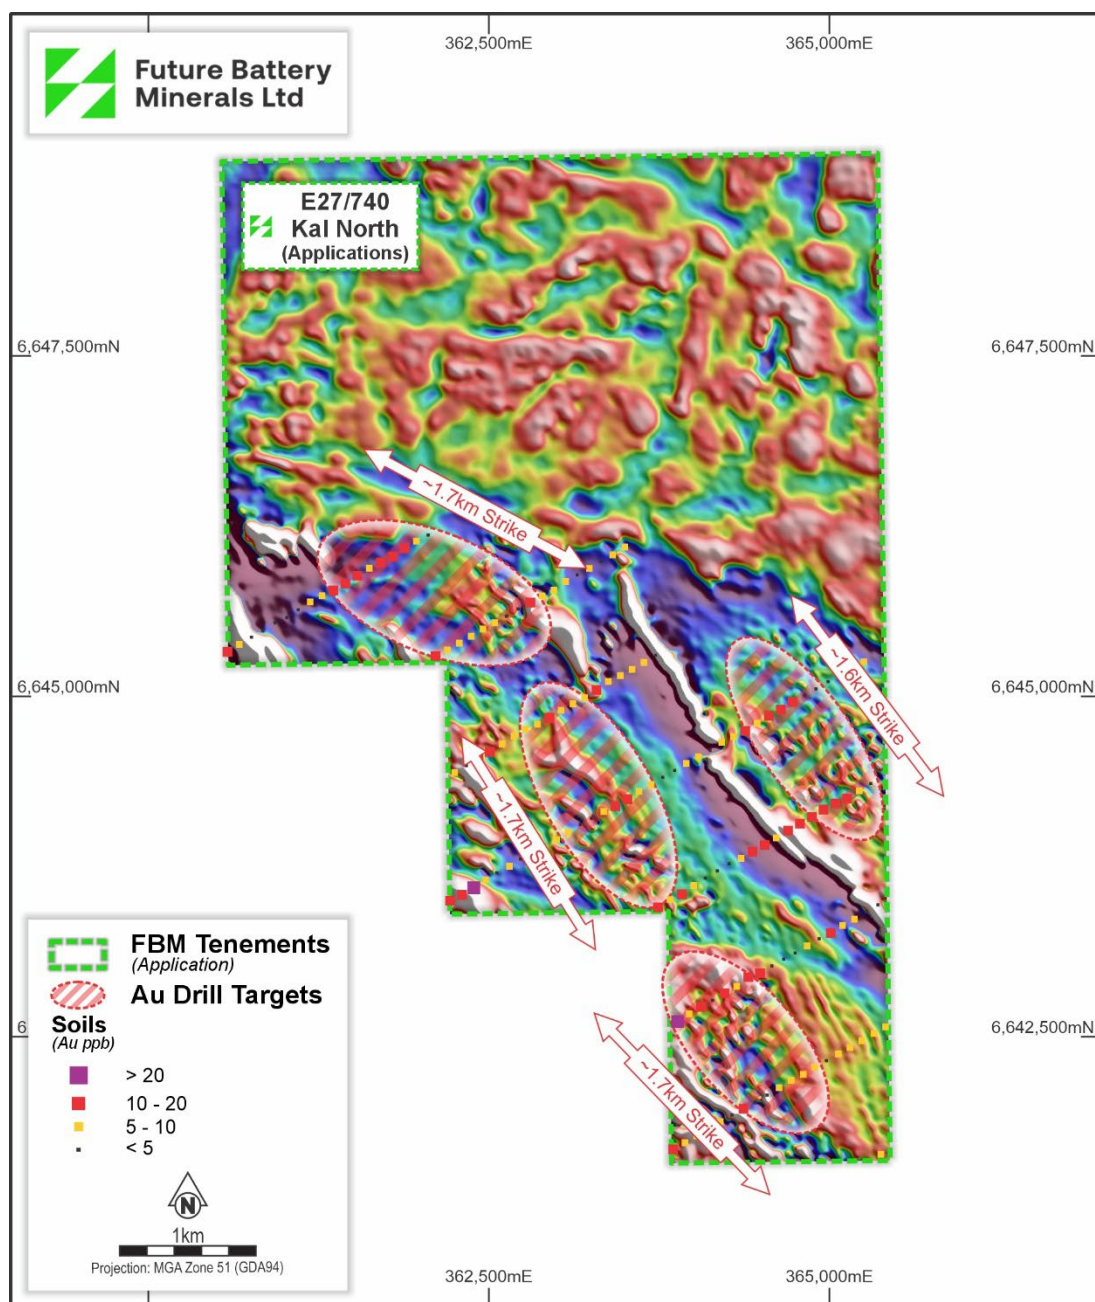 362,500mE
365,000mE
Future Battery
Minerals Ltd
E27/740
Kal North
(Applications)
6,647,500mN
6,647,500mN
~1.7km Strike
6,645,000mN
6,645,000mN
~1.6km Strike
~1.7km Strike
FBM Tenements
(Application)
Au Drill Targets
Soils
(Au ppb)
> 20
10 - 20
5 - 10
< 5
6
6,642,500mN
~1.7km Strike
N
1km
Projection: MGA Zone 51 (GDA94)
362,500mE
365,000mE